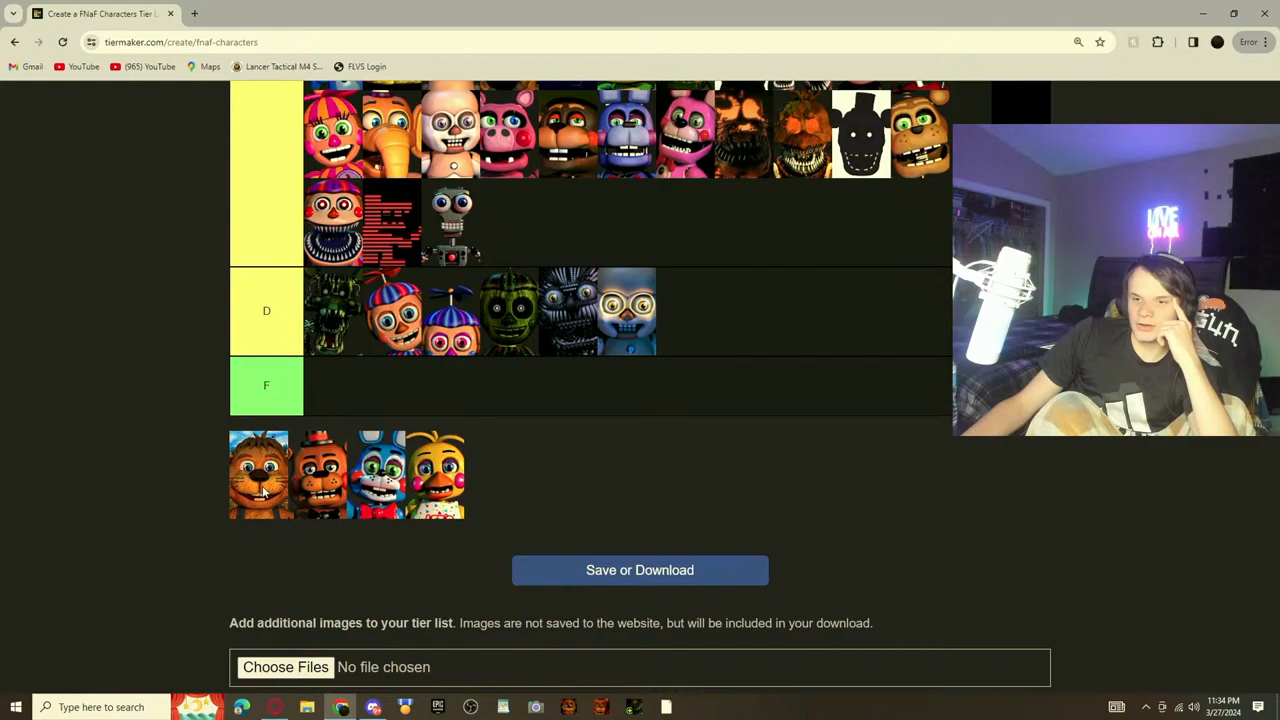 Create a FNaF Characters Tier L
tiermaker.com/create/fnaf-characters
Error
Gmail
YouTube
(965) YouTube
Maps
Lancer Tactical M4 S...
FLVS Login
LIVE
ON AIR
D
F
Save or Download
Add additional images to your tier list. Images are not saved to the website, but will be included in your download.
Choose Files No file chosen
Type here to search
EPIC
11:34 PM
3/27/2024